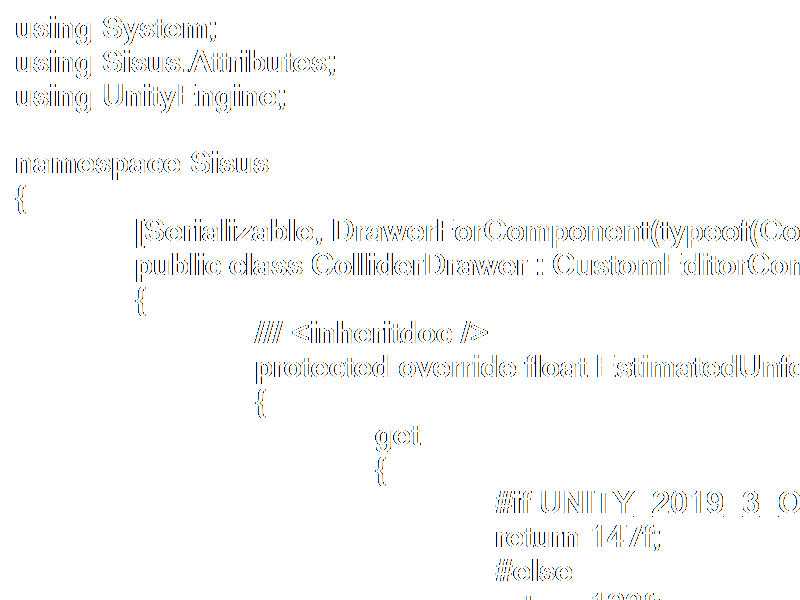 using System;
using Sisus.Attributes;
using UnityEngine;

namespace Sisus
{
[Serializable, DrawerForComponent(typeof(Co
public class ColliderDrawer : CustomEditorCon
{
//// <inheritdoc />
protected override float EstimatedUnfo
{
get
{
#if UNITY_2019_3_O
return 147f;
#else